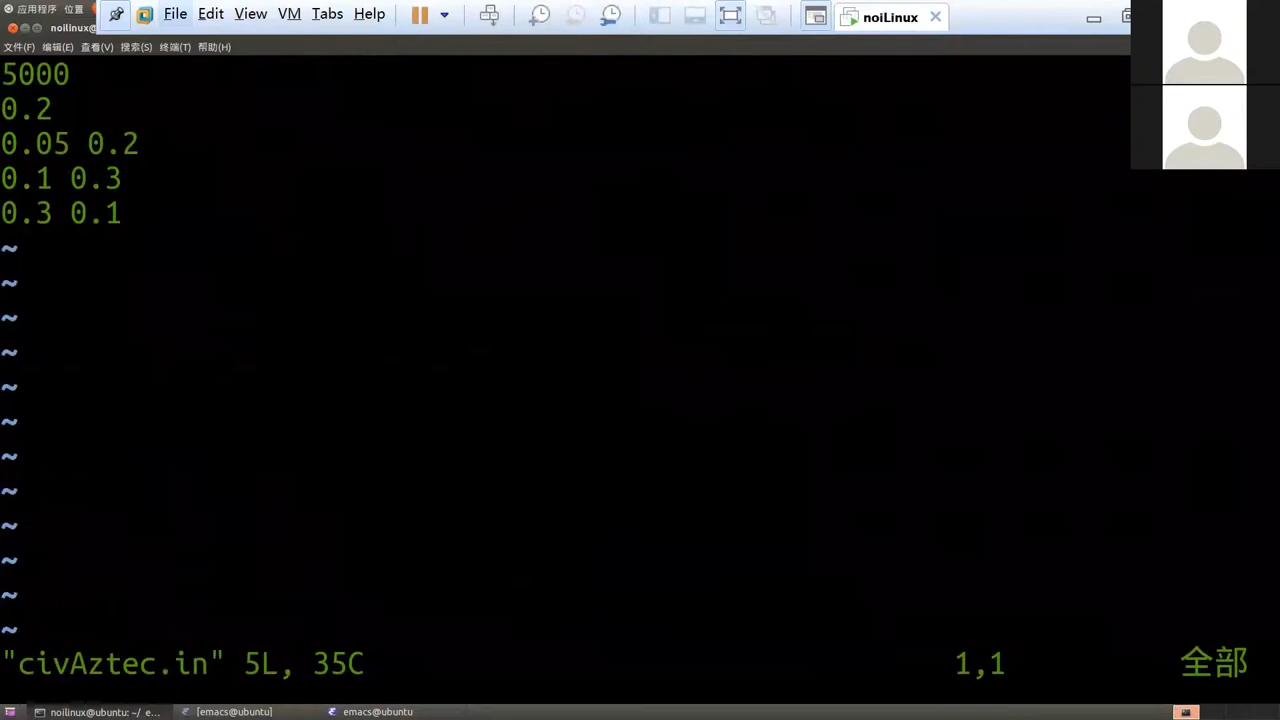 应用程序 位置
File Edit View VM Tabs Help
noiLinux
noilinux@
文件(F) 编辑(E) 查看(V) 搜索(S) 终端(T) 帮助(H)
5000
0.2
0.05 0.2
0.1 0.3
0.3 0.1
~
~
~
~
~
~
~
~
~
~
~
~
"civAztec.in" 5L, 35C 1,1 全部
noilinux@ubuntu: ~/ e... [emacs@ubuntu] emacs@ubuntu